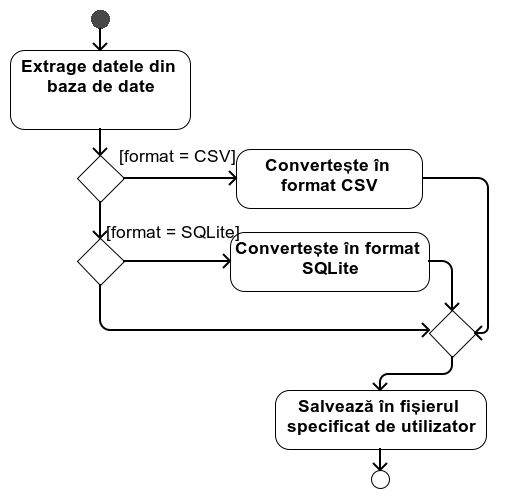 Extrage datele din
baza de date
[format = CSV]
Convertește în
format CSV
[format = SQLite]
Convertește în format
SQLite
Salvează în fișierul
specificat de utilizator